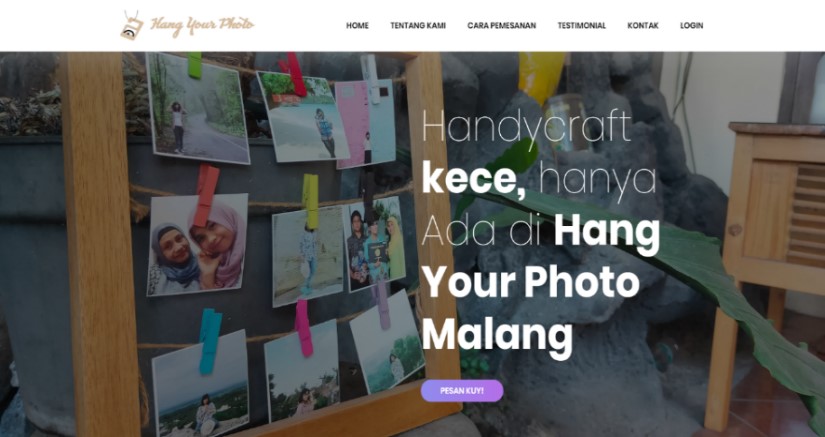 Hang Your Photo
HOME TENTANG KAMI CARA PEMESANAN TESTIMONIAL KONTAK LOGIN
Handycraft
kece, hanya
Ada di Hang
Your Photo
Malang
PESAN KUY!